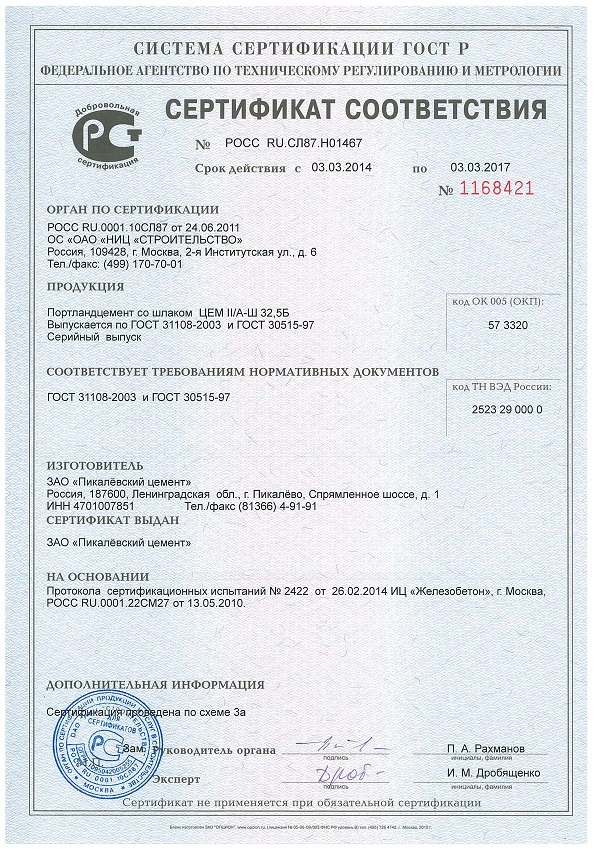 СИСТЕМА СЕРТИФИКАЦИИ ГОСТ Р
ФЕДЕРАЛЬНОЕ АГЕНТСТВО ПО ТЕХНИЧЕСКОМУ РЕГУЛИРОВАНИЮ И МЕТРОЛОГИИ
Добровольная
сертификация
СЕРТИФИКАТ СООТВЕТСТВИЯ
№ РОСС RU.СЛ87.Н01467
Срок действия с 03.03.2014 по 03.03.2017
№ 1168421
ОРГАН ПО СЕРТИФИКАЦИИ
РОСС RU.0001.10СЛ87 от 24.06.2011
ОС «ОАО «НИЦ «СТРОИТЕЛЬСТВО»
Россия, 109428, г. Москва, 2-я Институтская ул., д. 6
Тел./факс: (499) 170-70-01
ПРОДУКЦИЯ
Портландцемент со шлаком ЦЕМ II/А-Ш 32,5Б
Выпускается по ГОСТ 31108-2003 и ГОСТ 30515-97
Серийный выпуск
код ОК 005 (ОКП):
57 3320
СООТВЕТСТВУЕТ ТРЕБОВАНИЯМ НОРМАТИВНЫХ ДОКУМЕНТОВ
ГОСТ 31108-2003 и ГОСТ 30515-97
код ТН ВЭД России:
2523 29 000 0
ИЗГОТОВИТЕЛЬ
ЗАО «Пикалёвский цемент»
Россия, 187600, Ленинградская обл., г. Пикалёво, Спрямленное шоссе, д. 1
ИНН 4701007851 Тел./факс (81366) 4-91-91
СЕРТИФИКАТ ВЫДАН
ЗАО «Пикалёвский цемент»
НА ОСНОВАНИИ
Протокола сертификационных испытаний № 2422 от 26.02.2014 ИЦ «Железобетон», г. Москва,
РОСС RU.0001.22СМ27 от 13.05.2010.
ДОПОЛНИТЕЛЬНАЯ ИНФОРМАЦИЯ
Сертификация проведена по схеме 3а
ДЛЯ
СЕРТИФИКАТОВ
МОСКВА
Зам. Руководитель органа
подпись
П. А. Рахманов
инициалы, фамилия
Эксперт
подпись
И. М. Дробященко
инициалы, фамилия
Сертификат не применяется при обязательной сертификации